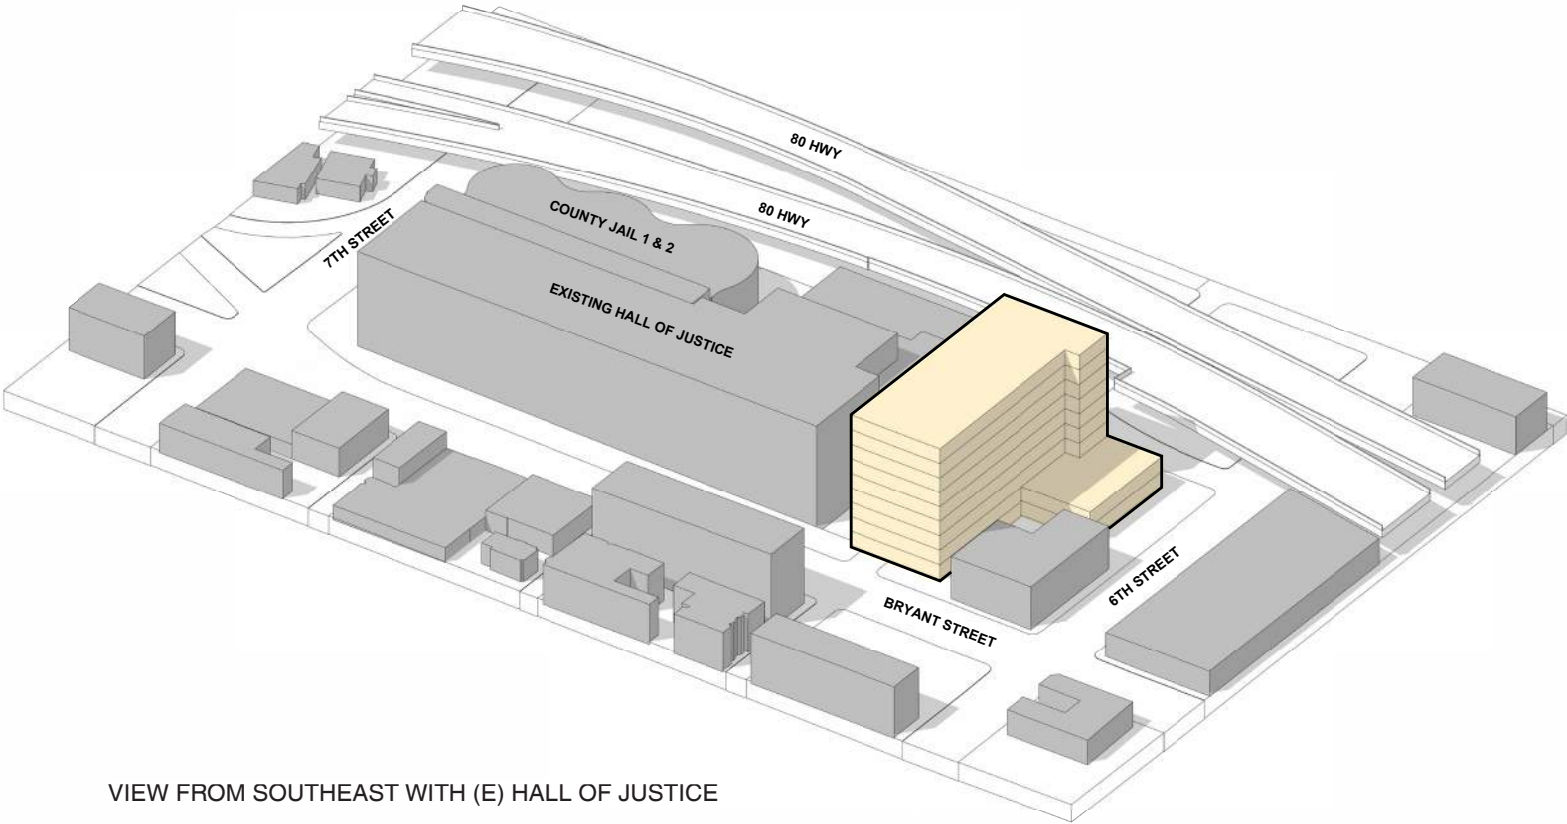 80 HWY
80 HWY
COUNTY JAIL 1 & 2
7TH STREET
EXISTING HALL OF JUSTICE
6TH STREET
BRYANT STREET
VIEW FROM SOUTHEAST WITH (E) HALL OF JUSTICE